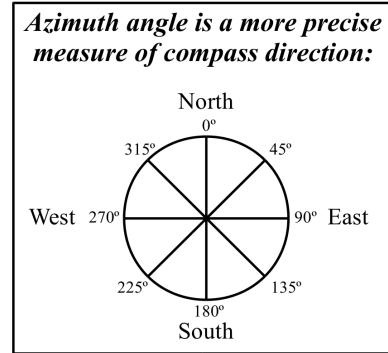 Azimuth angle is a more precise
measure of compass direction:
North
0º
315º 45º
West 270º 90º East
225º 135º
180º
South